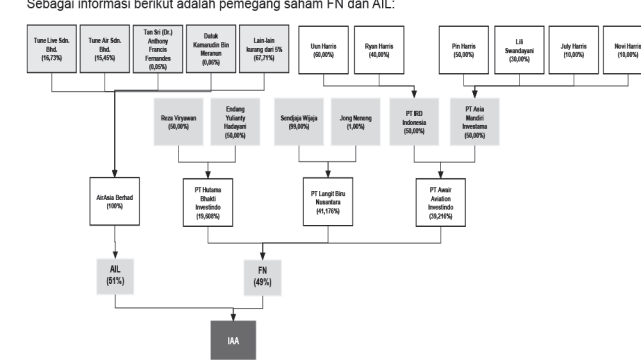 Sebagai informasi berikut adalah pemegang saham FN dan AIL:
Tune Live Sdn.
Bhd.
(16,73%)
Tune Air Sdn.
Bhd.
(15,45%)
Tan Sri (Dr.)
Anthony
Francis
Fernandes
(0,05%)
Datuk
Kamarudin Bin
Meranun
(0,06%)
Lain-lain
kurang dari 5%
(67,71%)
Uun Harris
(60,00%)
Ryan Harris
(40,00%)
Pin Harris
(50,00%)
Lili
Swandayani
(30,00%)
July Harris
(10,00%)
Novi Harris
(10,00%)
Reza Viryawan
(50,00%)
Endang
Yulianty
Hadayani
(50,00%)
Sendjaja Wijaja
(99,00%)
Jong Neneng
(1,00%)
PT IRD
Indonesia
(50,00%)
PT Asia
Mandiri
Investama
(50,00%)
AirAsia Berhad
(100%)
PT Hutama
Bhakti
Investindo
(19,608%)
PT Langit Biru
Nusantara
(41,176%)
PT Awair
Aviation
Investindo
(39,216%)
AIL
(51%)
FN
(49%)
IAA